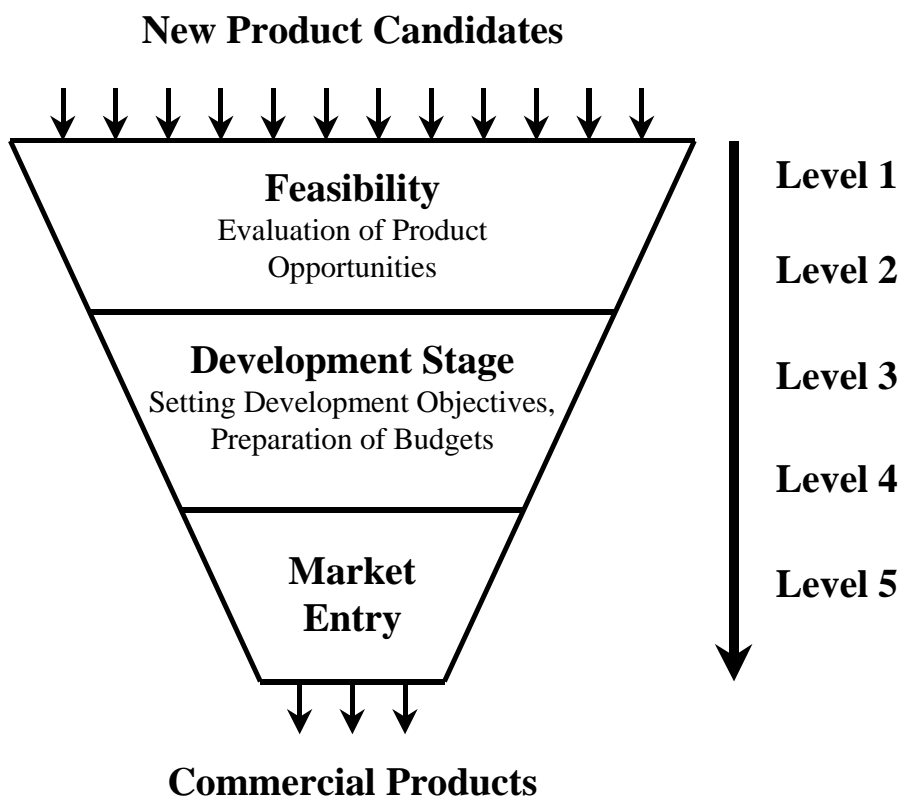 New Product Candidates
Feasibility
Evaluation of Product
Opportunities
Development Stage
Setting Development Objectives,
Preparation of Budgets
Market
Entry
Level 1
Level 2
Level 3
Level 4
Level 5
Commercial Products